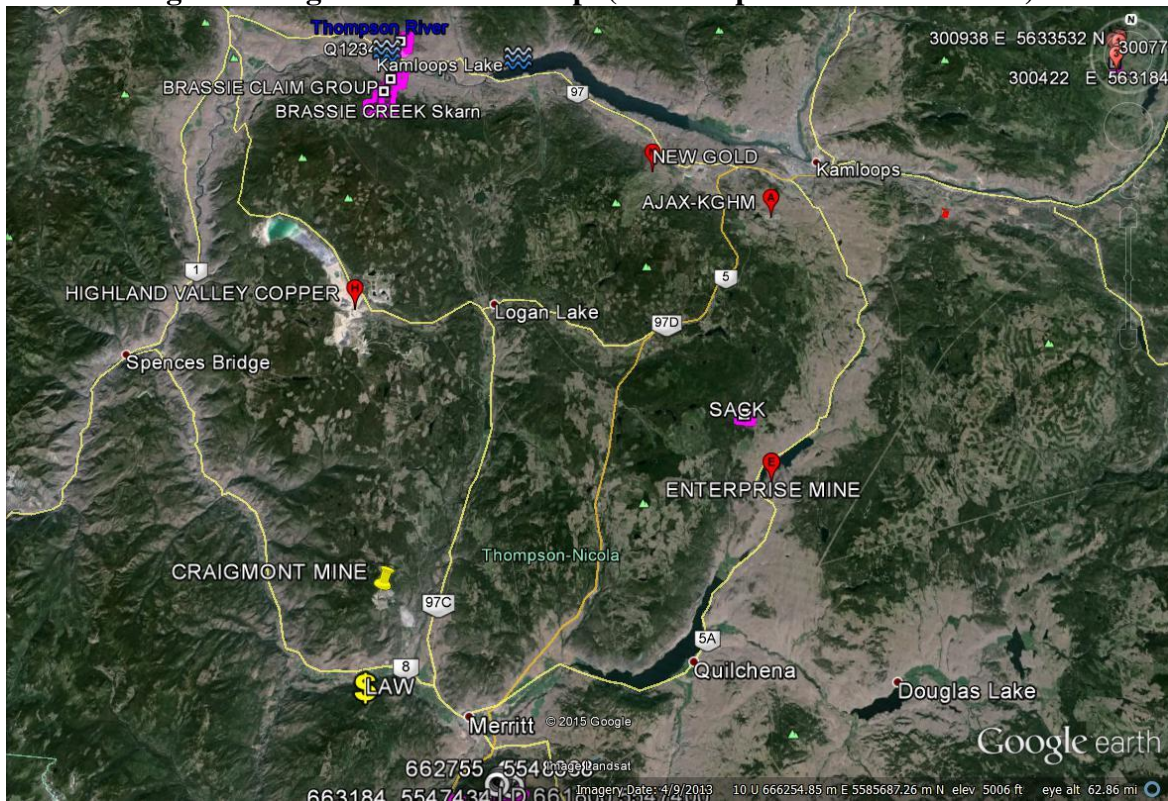 Thompson River
300938 E 5633532 N
Kamloops Lake
BRASSIE CLAIM GROUP
300422 E 563184
97
BRASSIE CREEK Skarn
NEW GOLD
Kamloops
AJAX-KGHM
1
5
HIGHLAND VALLEY COPPER
H
Logan Lake
97D
Spences Bridge
SACK
E
ENTERPRISE MINE
Thompson-Nicola
CRAIGMONT MINE
97C
5A
8
Quilchena
$ LAW
Douglas Lake
Merritt
© 2015 Google
Google earth
Image Landsat
Imagery Date: 4/9/2013 10 U 666254.85 m E 5585687.26 m N elev 5006 ft eye alt 62.86 mi
N
A